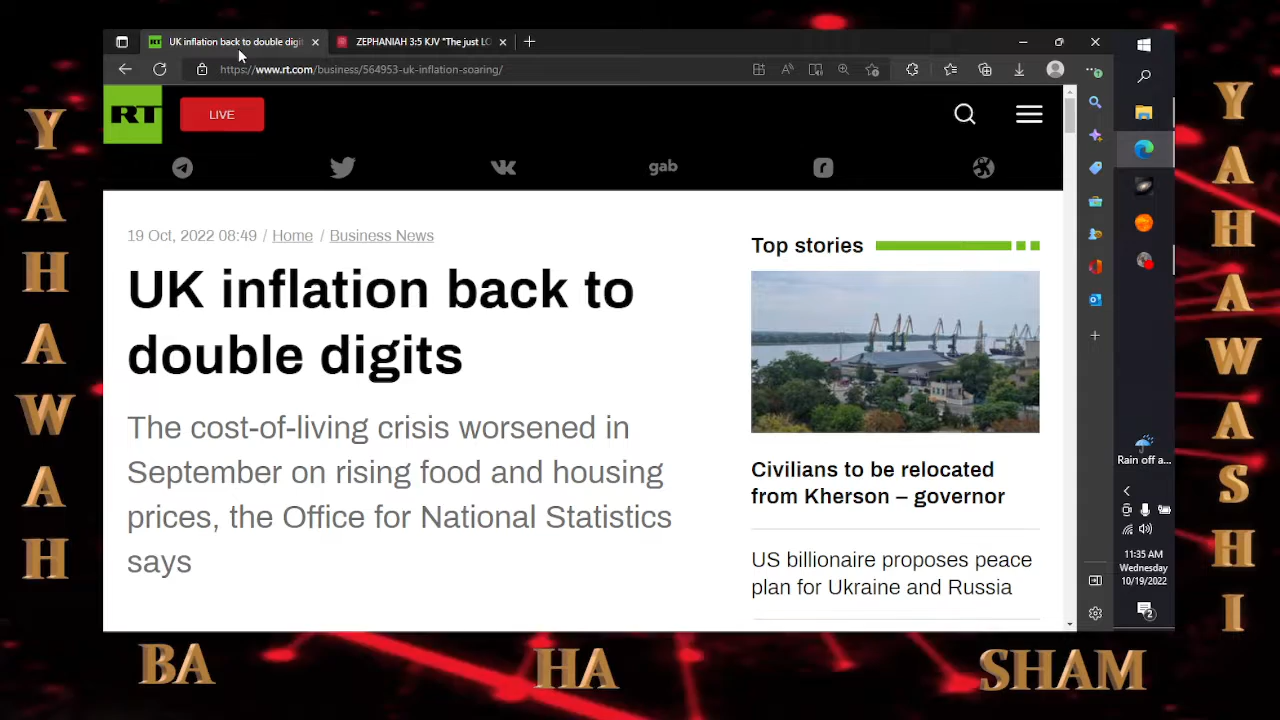 UK inflation back to double digi
ZEPHANIAH 3:5 KJV "The just LO
https://www.rt.com/business/564953-uk-inflation-soaring/
RT
LIVE
gab
19 Oct, 2022 08:49 / Home / Business News
UK inflation back to
double digits
The cost-of-living crisis worsened in
September on rising food and housing
prices, the Office for National Statistics
says
Top stories
Civilians to be relocated
from Kherson – governor
US billionaire proposes peace
plan for Ukraine and Russia
Rain off a...
11:35 AM
Wednesday
10/19/2022
2
YAHAWAH
YAHAWASHI
BA HA SHAM